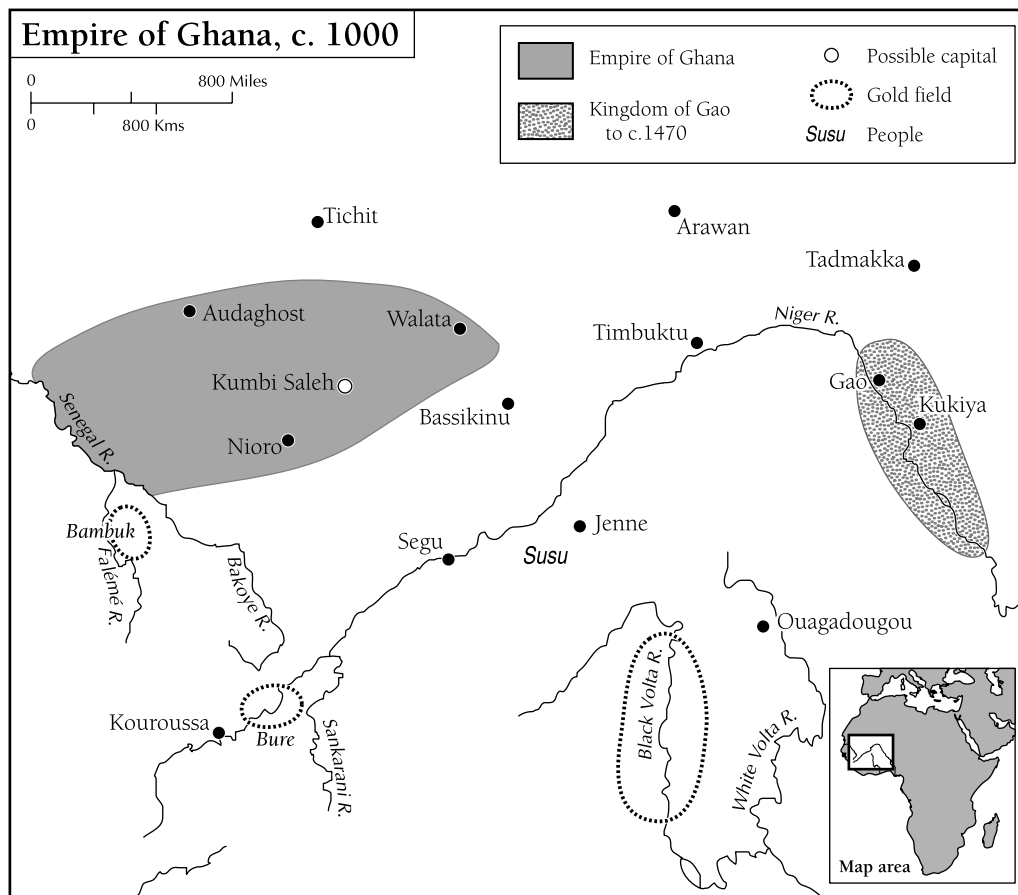 Empire of Ghana, c. 1000
0
800 Miles
0
800 Kms
Empire of Ghana
Kingdom of Gao
to c.1470
Possible capital
Gold field
Susu
People
Tichit
Arawan
Tadmakka
Audaghost
Walata
Timbuktu
Niger R.
Kumbi Saleh
Gao
Bassikinu
Kukiya
Senegal R.
Nioro
Bambuk
Falémé R.
Bakoye R.
Segu
Jenne
Susu
Ouagadougou
Kouroussa
Bure
Sankarani R.
Black Volta R.
White Volta R.
Map area